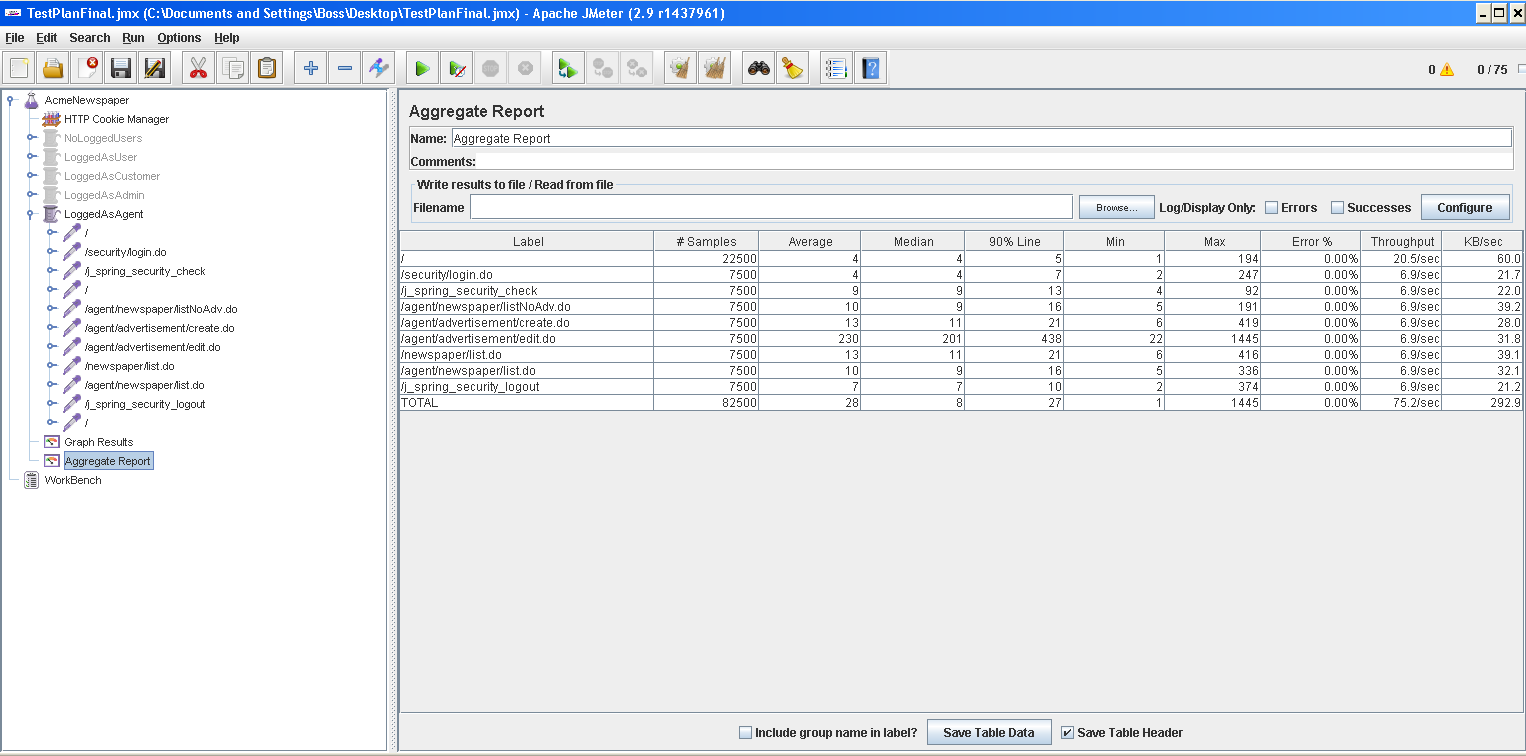 TestPlanFinal.jmx (C:\Documents and Settings\Boss\Desktop\TestPlanFinal.jmx) - Apache JMeter (2.9 r1437961)
File Edit Search Run Options Help
0 0 / 75
AcmeNewspaper
HTTP Cookie Manager
NoLoggedUsers
LoggedAsUser
LoggedAsCustomer
LoggedAsAdmin
LoggedAsAgent
/
/security/login.do
/j_spring_security_check
/
/agent/newspaper/listNoAdv.do
/agent/advertisement/create.do
/agent/advertisement/edit.do
/newspaper/list.do
/agent/newspaper/list.do
/j_spring_security_logout
/
Graph Results
Aggregate Report
WorkBench
Aggregate Report
Name: Aggregate Report
Comments:
Write results to file / Read from file
Filename Browse... Log/Display Only: Errors Successes Configure
Label # Samples Average Median 90% Line Min Max Error % Throughput KB/sec
/ 22500 4 4 5 1 194 0.00% 20.5/sec 60.0
/security/login.do 7500 4 4 7 2 247 0.00% 6.9/sec 21.7
/j_spring_security_check 7500 9 9 13 4 92 0.00% 6.9/sec 22.0
/agent/newspaper/listNoAdv.do 7500 10 9 16 5 191 0.00% 6.9/sec 39.2
/agent/advertisement/create.do 7500 13 11 21 6 419 0.00% 6.9/sec 28.0
/agent/advertisement/edit.do 7500 230 201 438 22 1445 0.00% 6.9/sec 31.8
/newspaper/list.do 7500 13 11 21 6 416 0.00% 6.9/sec 39.1
/agent/newspaper/list.do 7500 10 9 16 5 336 0.00% 6.9/sec 32.1
/j_spring_security_logout 7500 7 7 10 2 374 0.00% 6.9/sec 21.2
TOTAL 82500 28 8 27 1 1445 0.00% 75.2/sec 292.9
Include group name in label? Save Table Data Save Table Header